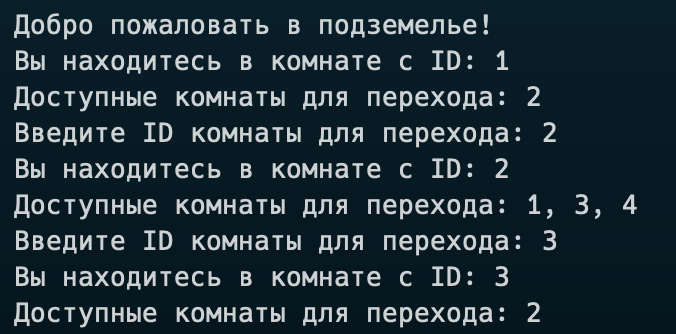 Добро пожаловать в подземелье!
Вы находитесь в комнате с ID: 1
Доступные комнаты для перехода: 2
Введите ID комнаты для перехода: 2
Вы находитесь в комнате с ID: 2
Доступные комнаты для перехода: 1, 3, 4
Введите ID комнаты для перехода: 3
Вы находитесь в комнате с ID: 3
Доступные комнаты для перехода: 2